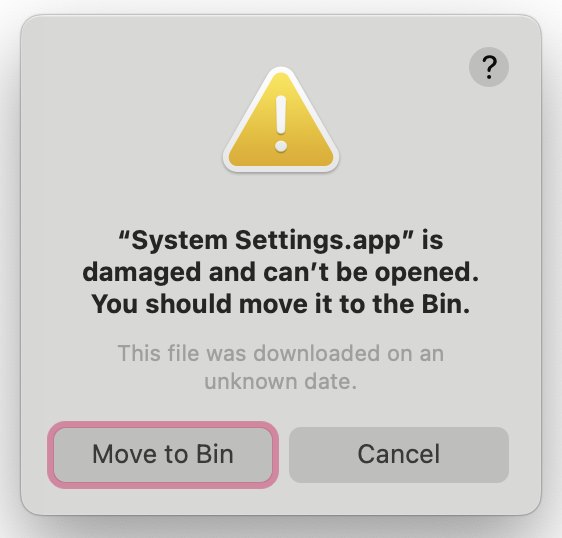 ?
“System Settings.app” is
damaged and can’t be opened.
You should move it to the Bin.
This file was downloaded on an
unknown date.
Move to Bin
Cancel